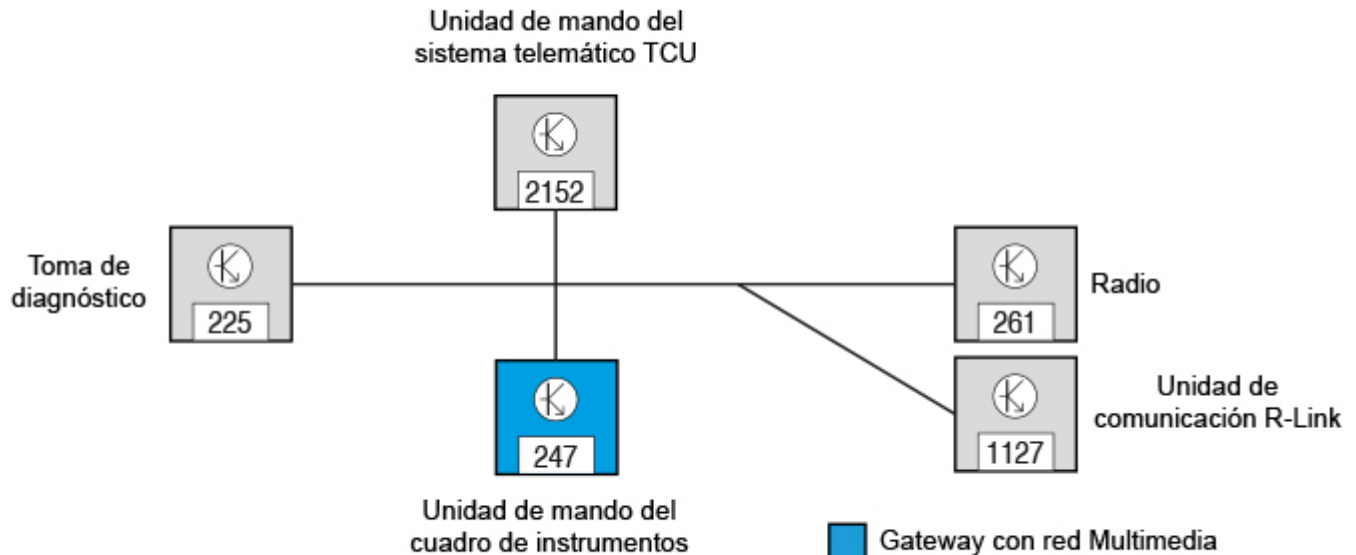 Unidad de mando del
sistema telemático TCU
2152
Toma de
diagnóstico
225
261
Radio
247
1127
Unidad de
comunicación R-Link
Unidad de mando del
cuadro de instrumentos
Gateway con red Multimedia